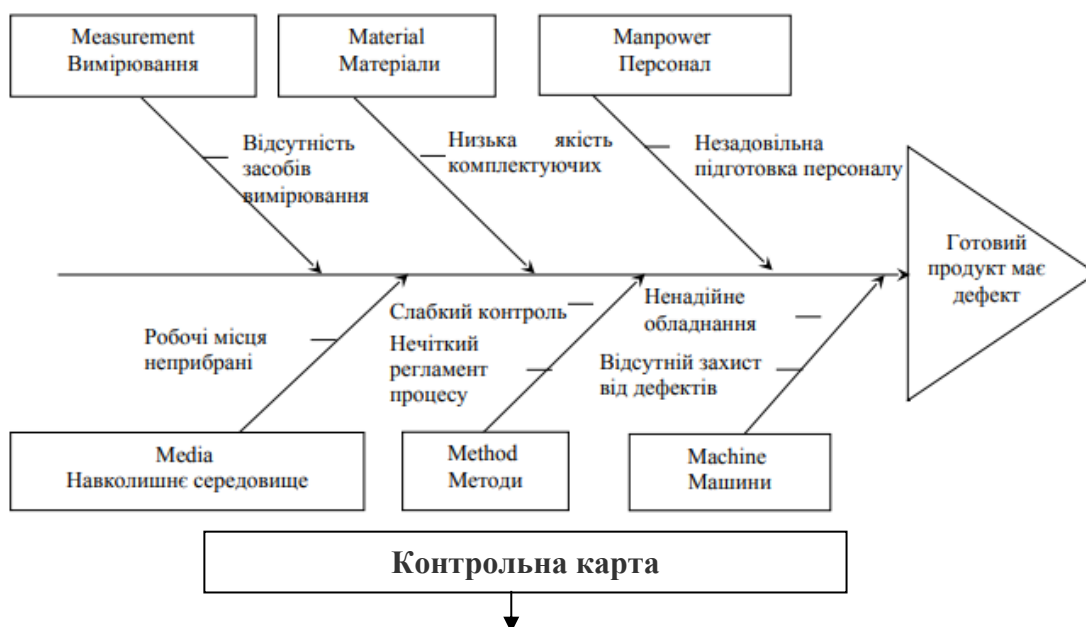 Measurement
Вимірювання
Material
Матеріали
Manpower
Персонал
Відсутність
засобів
вимірювання
Низька якість
комплектуючих
Незадовільна
підготовка персоналу
Готовий
продукт має
дефект
Робочі місця
неприбрані
Слабкий контроль
Нечіткий
регламент
процесу
Ненадійне
обладнання
Відсутній захист
від дефектів
Media
Навколишнє середовище
Method
Методи
Machine
Машини
Контрольна карта